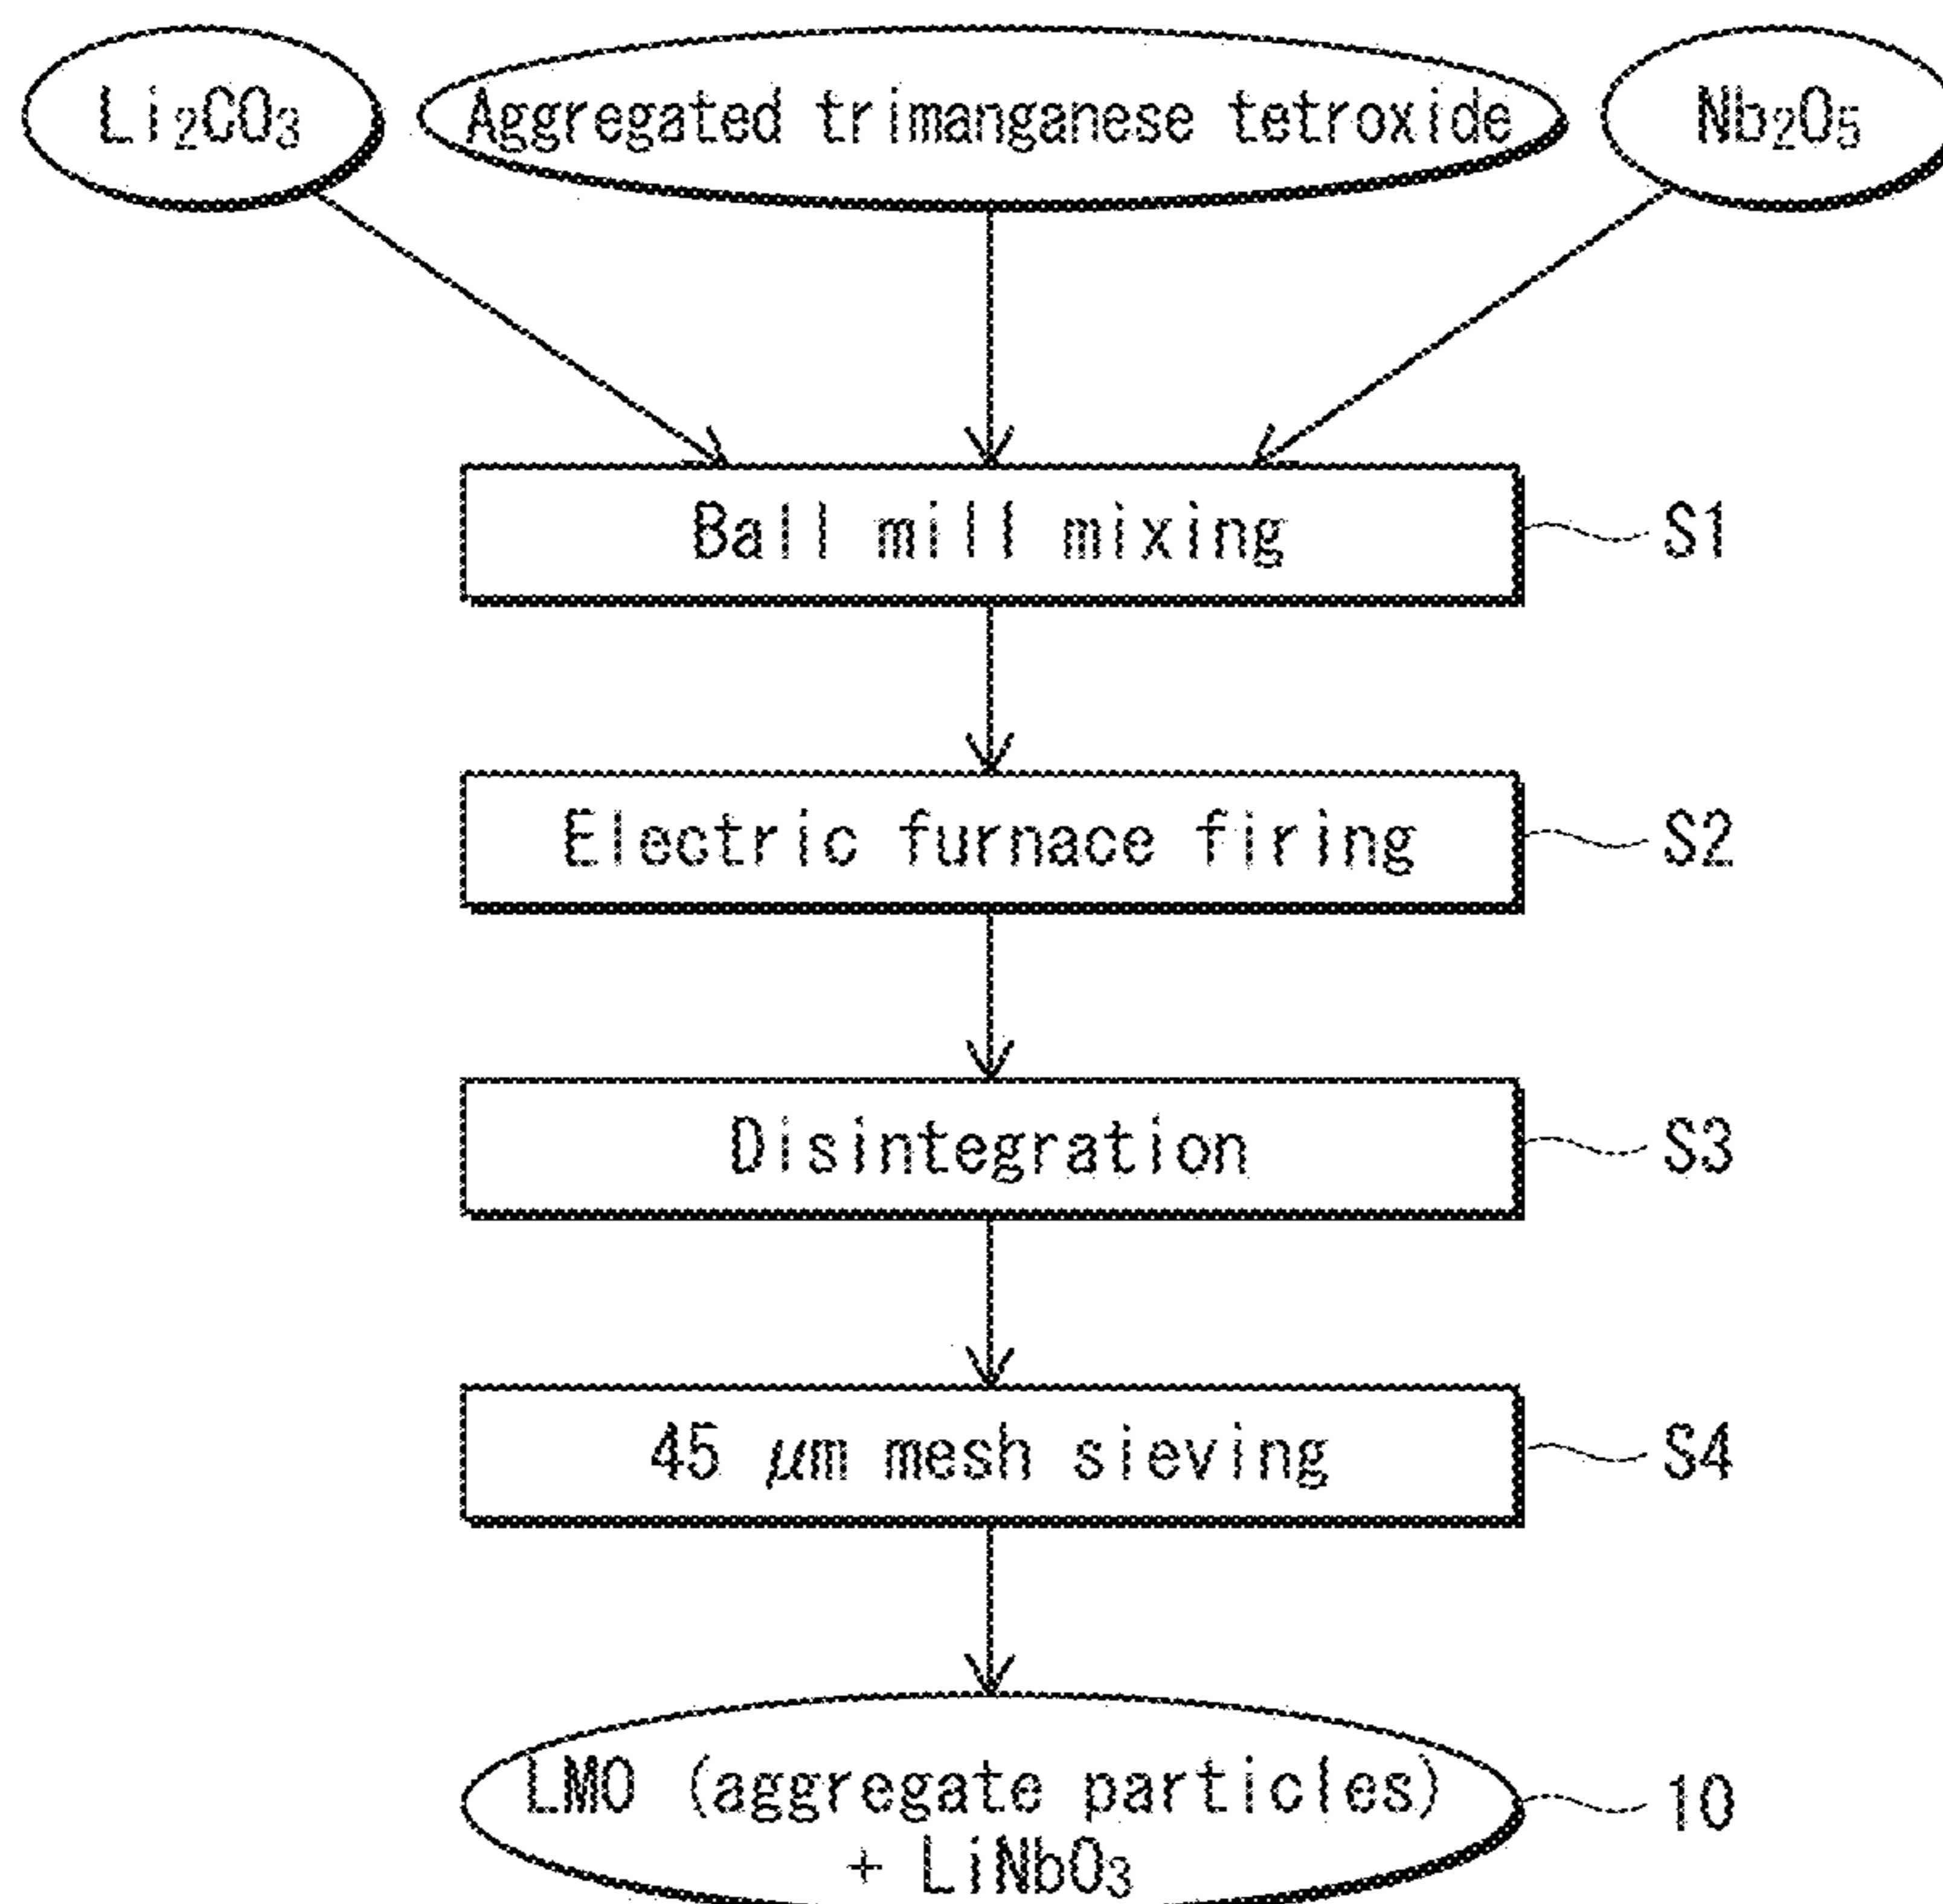 Li₂CO₃
Aggregated trimanganese tetroxide
Nb₂O₅
Ball mill mixing
S1
Electric furnace firing
S2
Disintegration
S3
45 μm mesh sieving
S4
LMO (aggregate particles)
+ LiNbO₃
10